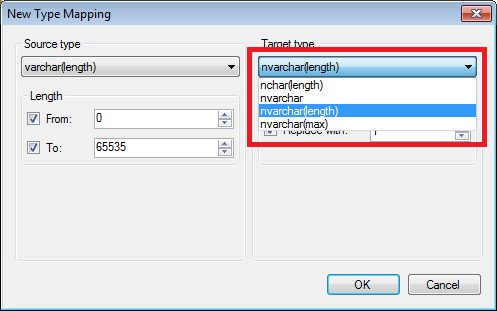 New Type Mapping
Source type
Target type
varchar(length)
nvarchar(length)
nchar(length)
nvarchar
nvarchar(length)
nvarchar(max)
Length
From:
0
To:
65535
Replace with:
OK
Cancel